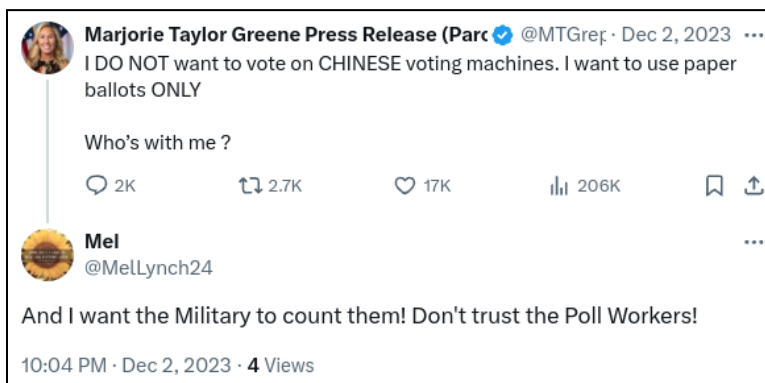 Marjorie Taylor Greene Press Release (Parc @MTGrep · Dec 2, 2023
I DO NOT want to vote on CHINESE voting machines. I want to use paper
ballots ONLY
Who's with me ?
2K 2.7K 17K 206K
Mel
@MelLynch24
And I want the Military to count them! Don't trust the Poll Workers!
10:04 PM · Dec 2, 2023 · 4 Views